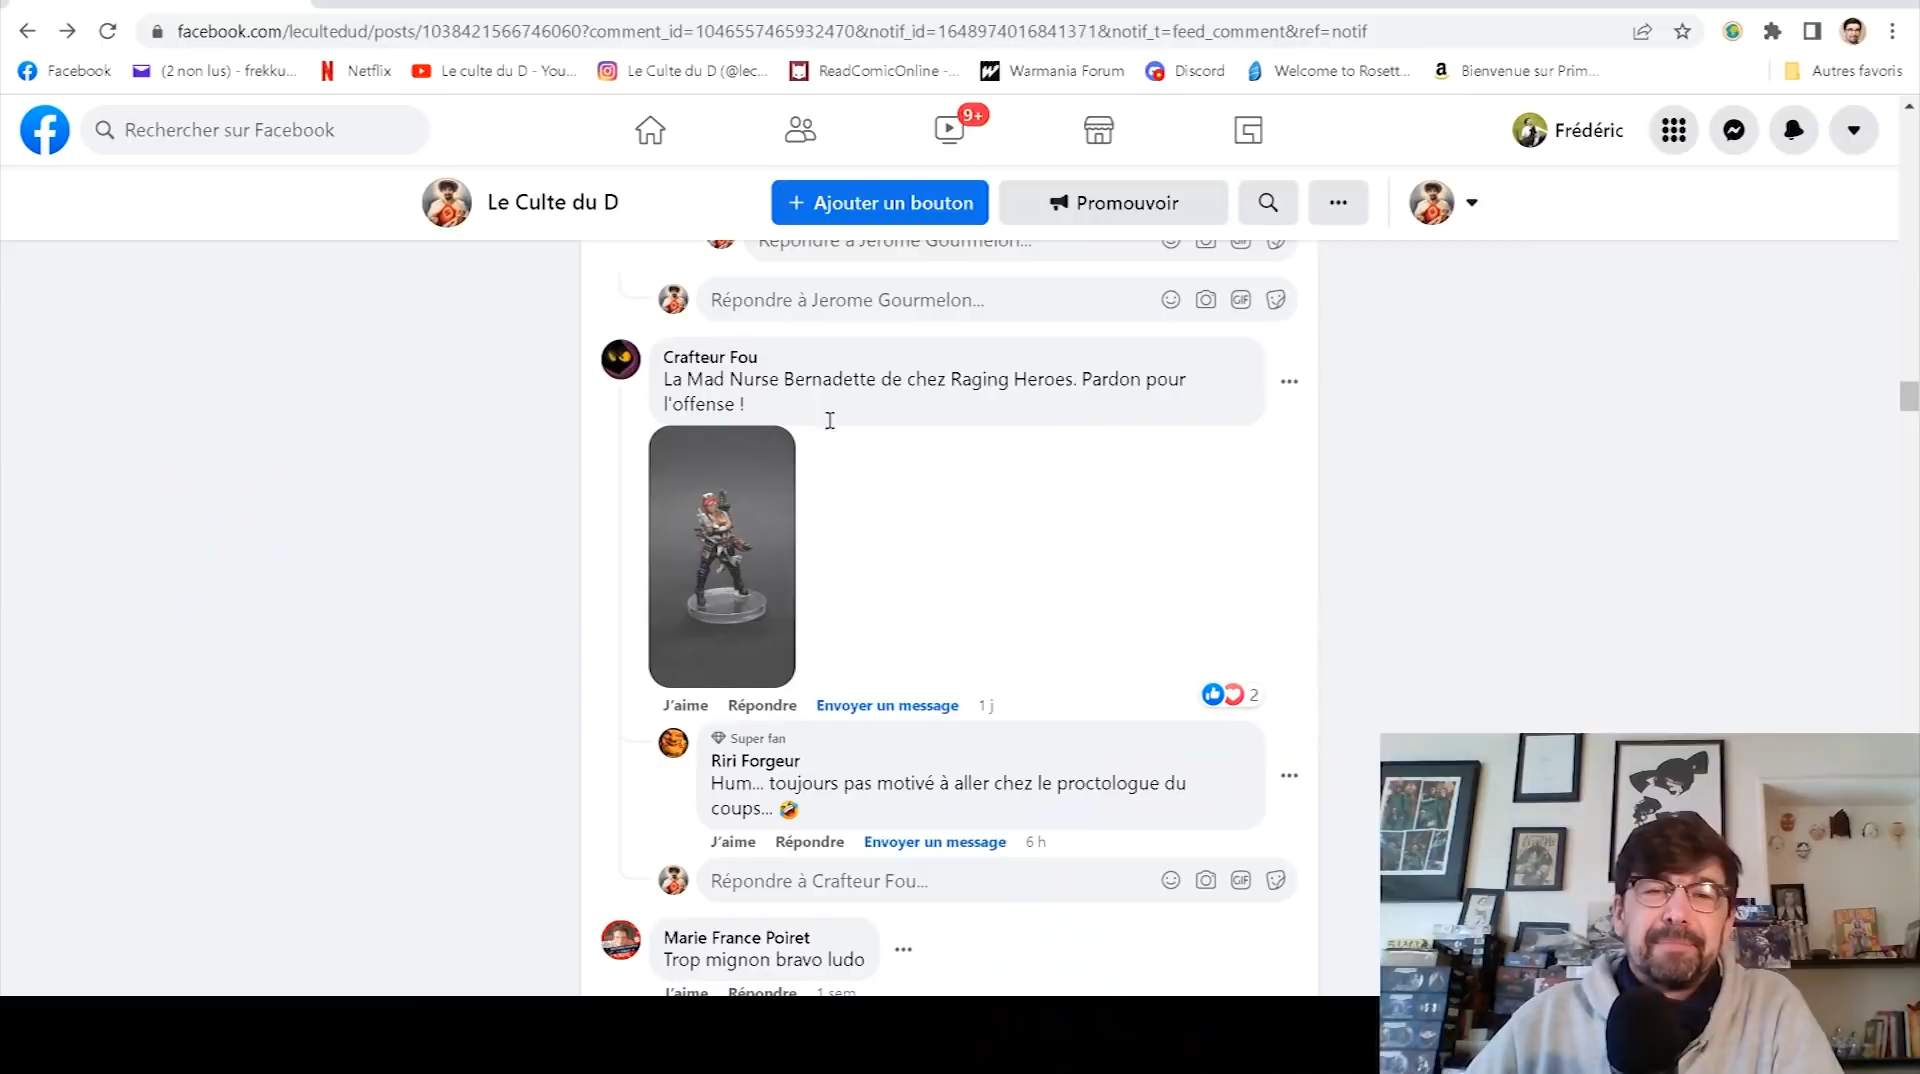 facebook.com/lecultedud/posts/1038421566746060?comment_id=1046557465932470&notif_id=1648974016841371&notif_t=feed_comment&ref=notif
Facebook
(2 non lus) - frekku...
Netflix
Le culte du D - You...
Le Culte du D (@lec...
ReadComicOnline -...
Warmania Forum
Discord
Welcome to Rosett...
Bienvenue sur Prim...
Autres favoris
Rechercher sur Facebook
9+
Frédéric
Le Culte du D
+ Ajouter un bouton
Promouvoir
Répondre à Jerome Gourmelon...
Répondre à Jerome Gourmelon...
GIF
Crafteur Fou
La Mad Nurse Bernadette de chez Raging Heroes. Pardon pour
l'offense !
J'aime Répondre Envoyer un message 1 j
2
Super fan
Riri Forgeur
Hum... toujours pas motivé à aller chez le proctologue du
coups... 🤣
J'aime Répondre Envoyer un message 6 h
Répondre à Crafteur Fou...
GIF
Marie France Poiret
Trop mignon bravo ludo
J'aime Répondre 1 sem